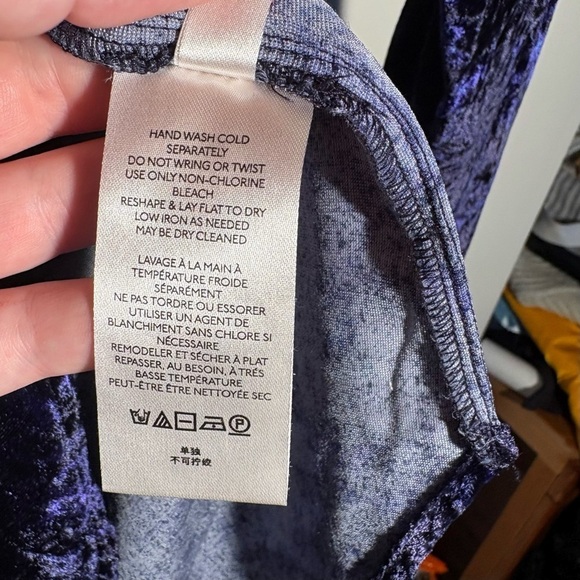 HAND WASH COLD
SEPARATELY
DO NOT WRING OR TWIST
USE ONLY NON-CHLORINE
BLEACH
RESHAPE & LAY FLAT TO DRY
LOW IRON AS NEEDED
MAY BE DRY CLEANED
LAVAGE À LA MAIN À
TEMPÉRATURE FROIDE
SÉPARÉMENT
NE PAS TORDRE OU ESSORER
UTILISER UN AGENT DE
BLANCHIMENT SANS CHLORE SI
NÉCESSAIRE
REMODELER ET SÉCHER À PLAT
REPASSER, AU BESOIN, À TRÉS
BASSE TEMPÉRATURE
PEUT-ÊTRE ÊTRE NETTOYÉE SEC
P
单独
不可拧绞